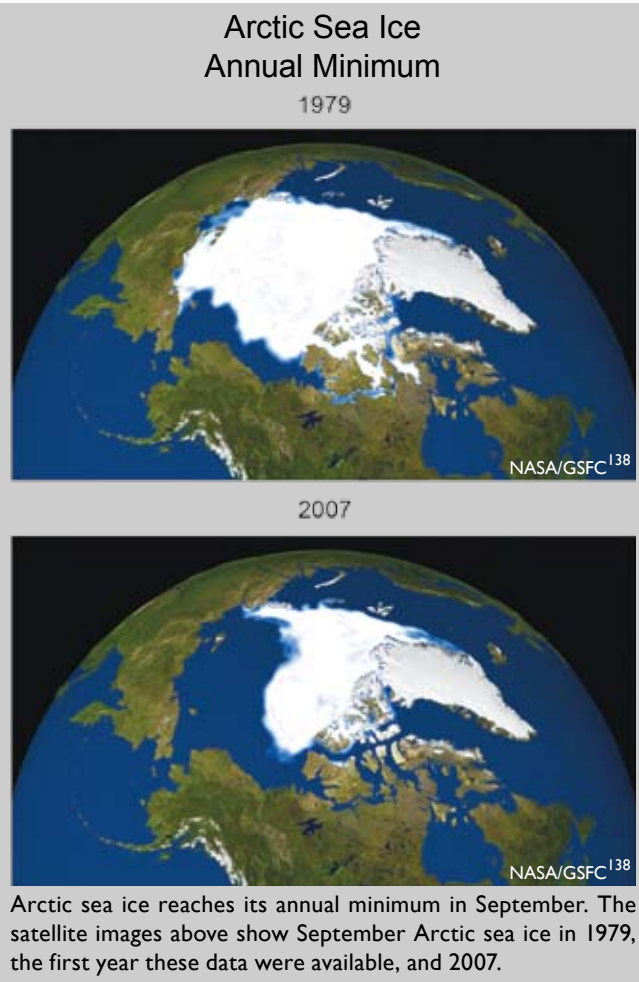 Arctic Sea Ice
Annual Minimum
1979
NASA/GSFC138
2007
NASA/GSFC138
Arctic sea ice reaches its annual minimum in September. The
satellite images above show September Arctic sea ice in 1979,
the first year these data were available, and 2007.